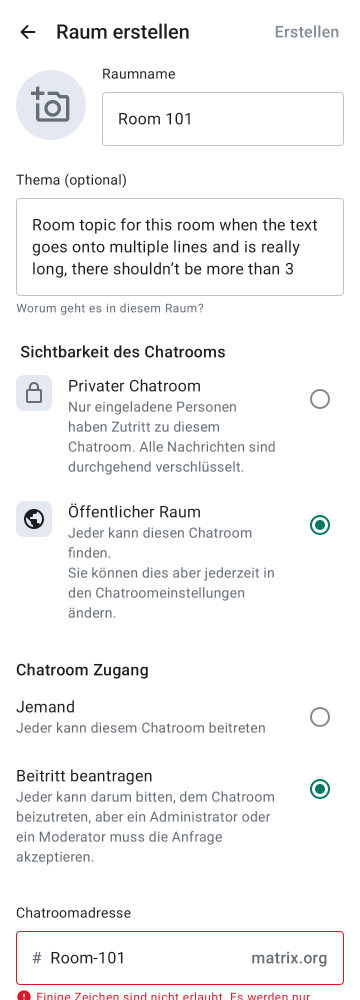 Raum erstellen
Erstellen
Raumname
Room 101
Thema (optional)
Room topic for this room when the text
goes onto multiple lines and is really
long, there shouldn’t be more than 3
Worum geht es in diesem Raum?
Sichtbarkeit des Chatrooms
Privater Chatroom
Nur eingeladene Personen
haben Zutritt zu diesem
Chatroom. Alle Nachrichten sind
durchgehend verschlüsselt.
Öffentlicher Raum
Jeder kann diesen Chatroom
finden.
Sie können dies aber jederzeit in
den Chatroomeinstellungen
ändern.
Chatroom Zugang
Jemand
Jeder kann diesem Chatroom beitreten
Beitritt beantragen
Jeder kann darum bitten, dem Chatroom
beizutreten, aber ein Administrator oder
ein Moderator muss die Anfrage
akzeptieren.
Chatroomadresse
# Room-101 matrix.org
Einige Zeichen sind nicht erlaubt. Es werden nur